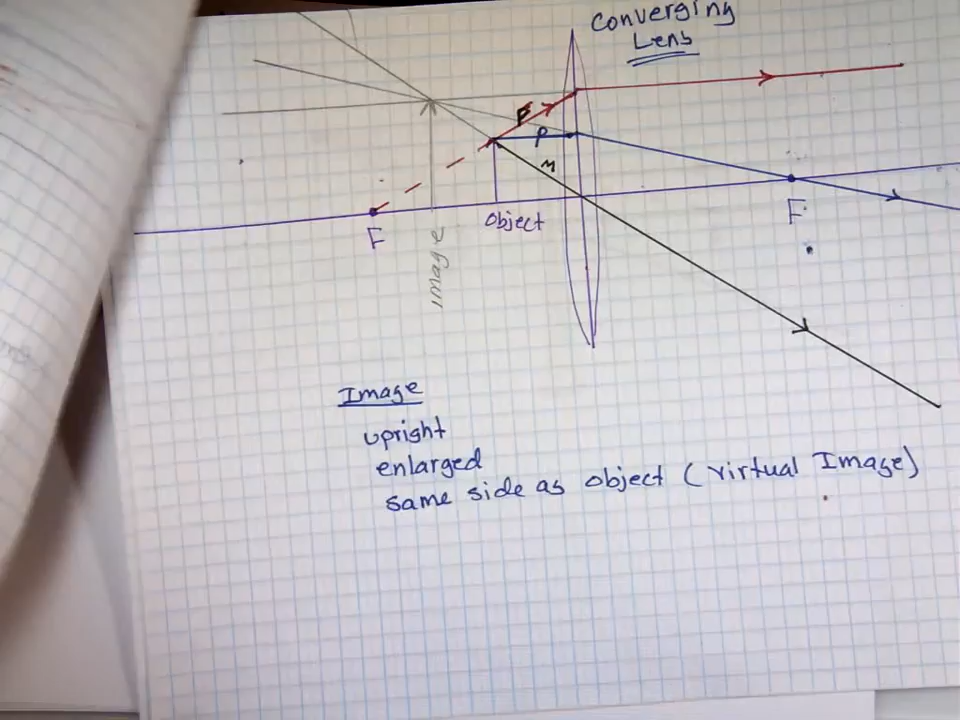 Converging
Lens
F
P
M
F
object
F
image
Image
upright
enlarged
same side as object (Virtual Image)